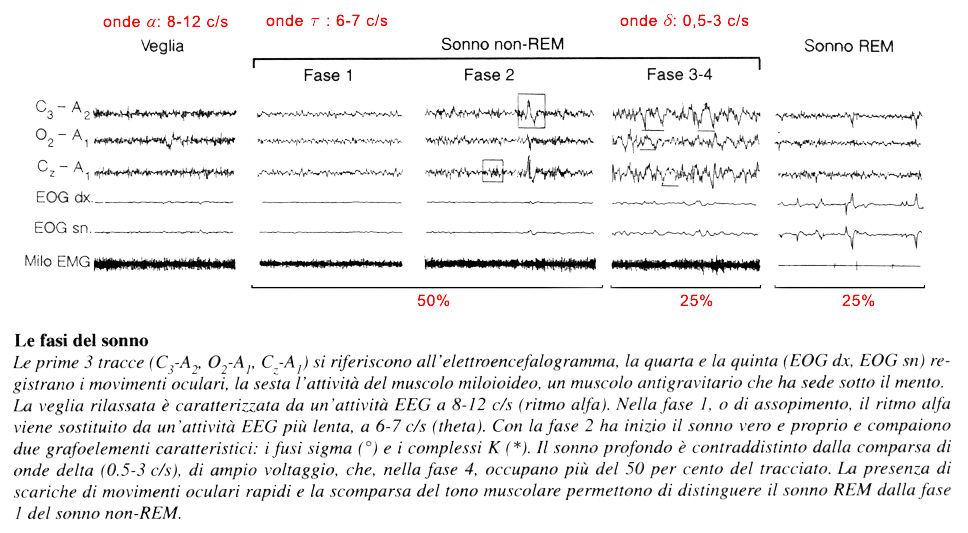 onde α: 8-12 c/s onde τ : 6-7 c/s onde δ: 0,5-3 c/s
Veglia Sonno non-REM Sonno REM
Fase 1 Fase 2 Fase 3-4
C3 – A2
O2 – A1
Cz – A1
EOG dx.
EOG sn.
Milo EMG
50% 25% 25%
Le fasi del sonno
Le prime 3 tracce (C3-A2, O2-A1, Cz-A1) si riferiscono all'elettroencefalogramma, la quarta e la quinta (EOG dx, EOG sn) re-
gistrano i movimenti oculari, la sesta l'attività del muscolo miloioideo, un muscolo antigravitario che ha sede sotto il mento.
La veglia rilassata è caratterizzata da un'attività EEG a 8-12 c/s (ritmo alfa). Nella fase 1, o di assopimento, il ritmo alfa
viene sostituito da un'attività EEG più lenta, a 6-7 c/s (theta). Con la fase 2 ha inizio il sonno vero e proprio e compaiono
due grafoelementi caratteristici: i fusi sigma (°) e i complessi K (*). Il sonno profondo è contraddistinto dalla comparsa di
onde delta (0.5-3 c/s), di ampio voltaggio, che, nella fase 4, occupano più del 50 per cento del tracciato. La presenza di
scariche di movimenti oculari rapidi e la scomparsa del tono muscolare permettono di distinguere il sonno REM dalla fase
1 del sonno non-REM.